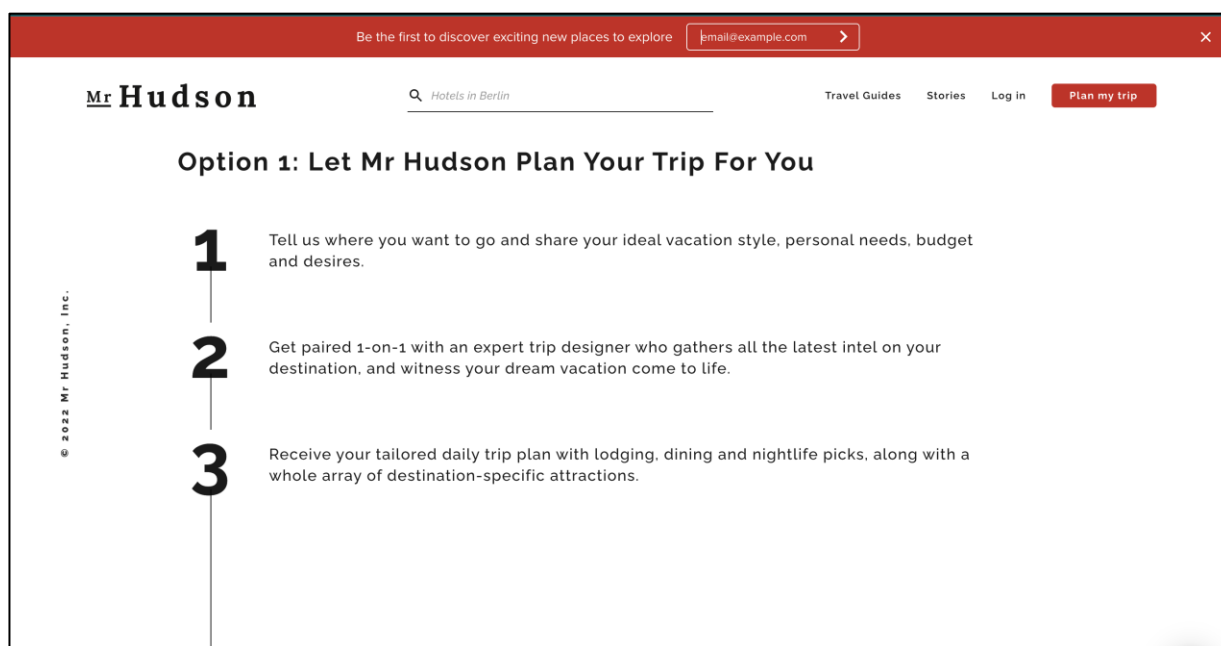 Be the first to discover exciting new places to explore
email@example.com
Mr Hudson
Hotels in Berlin
Travel Guides
Stories
Log in
Plan my trip
Option 1: Let Mr Hudson Plan Your Trip For You
1
Tell us where you want to go and share your ideal vacation style, personal needs, budget
and desires.
2
Get paired 1-on-1 with an expert trip designer who gathers all the latest intel on your
destination, and witness your dream vacation come to life.
3
Receive your tailored daily trip plan with lodging, dining and nightlife picks, along with a
whole array of destination-specific attractions.
© 2022 Mr Hudson, Inc.